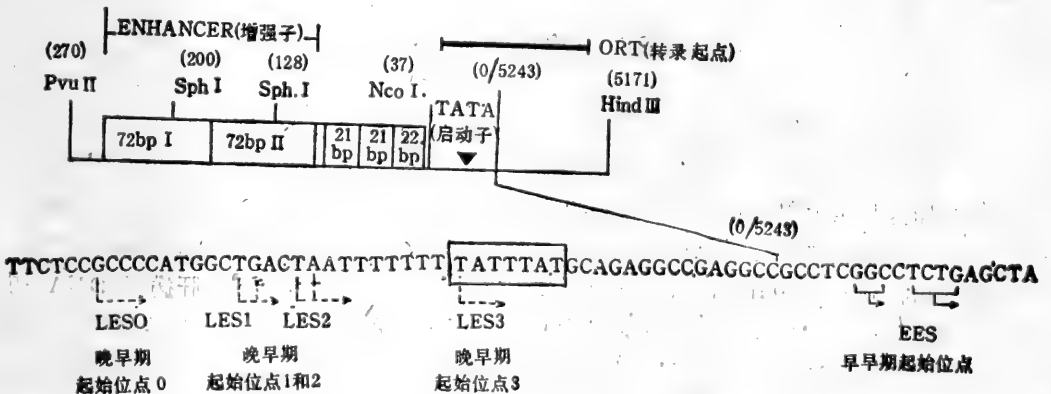 ENHANCER(增强子)
ORT(转录起点)
(270)
(200)
(128)
(37)
(0/5243)
(5171)
Pvu II
Sph I
Sph. I
Nco I.
Hind III
TATA
(启动子)
72bp I
72bp II
21 bp
21 bp
22. bp
(0/5243)
TTCTCCGCCCCATGGCTGACTAATTTTTTT TATTTATGCAGAGGCCGAGGCCGCCTCGGCCTCTGAGCTA
LES0
LES1
LES2
LES3
EES
晚早期
起始位点 0
晚早期
起始位点1和2
晚早期
起始位点3
早早期起始位点